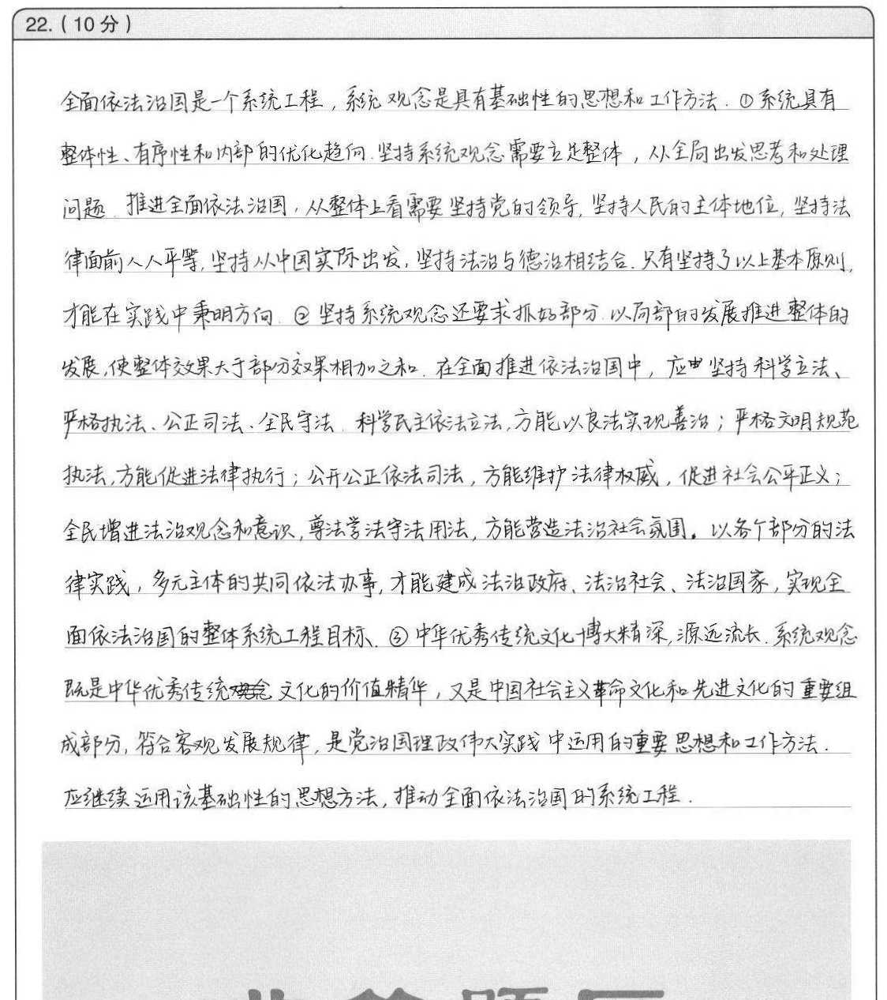 22.(10分)
全面依法治国是一个系统工程，系统观念是具有基础性的思想和工作方法.①系统具有
整体性、有序性和内部的优化趋向.坚持系统观念需要立足整体，从全局出发思考和处理
问题.推进全面依法治国，从整体上看需要坚持党的领导,坚持人民的主体地位,坚持法
律面前人人平等,坚持从中国实际出发,坚持法治与德治相结合.只有坚持了以上基本原则,
才能在实践中秉明方向.②坚持系统观念还要求抓好部分.以局部的发展推进整体的
发展,使整体效果大于部分效果相加之和.在全面推进依法治国中，应坚持科学立法、
严格执法、公正司法、全民守法.科学民主依法立法,方能以良法实现善治；严格文明规范
执法,方能促进法律执行；公开公正依法司法，方能维护法律权威，促进社会公平正义；
全民增进法治观念和意识,尊法学法守法用法,方能营造法治社会氛围。以各个部分的法
律实践，多元主体的共同依法办事,才能建成法治政府、法治社会、法治国家,实现全
面依法治国的整体系统工程目标、③中华优秀传统文化博大精深,源远流长.系统观念
既是中华优秀传统文化的价值精华，又是中国社会主义革命文化和先进文化的重要组
成部分,符合客观发展规律,是党治国理政伟大实践中运用的重要思想和工作方法.
应继续运用该基础性的思想方法,推动全面依法治国的系统工程.